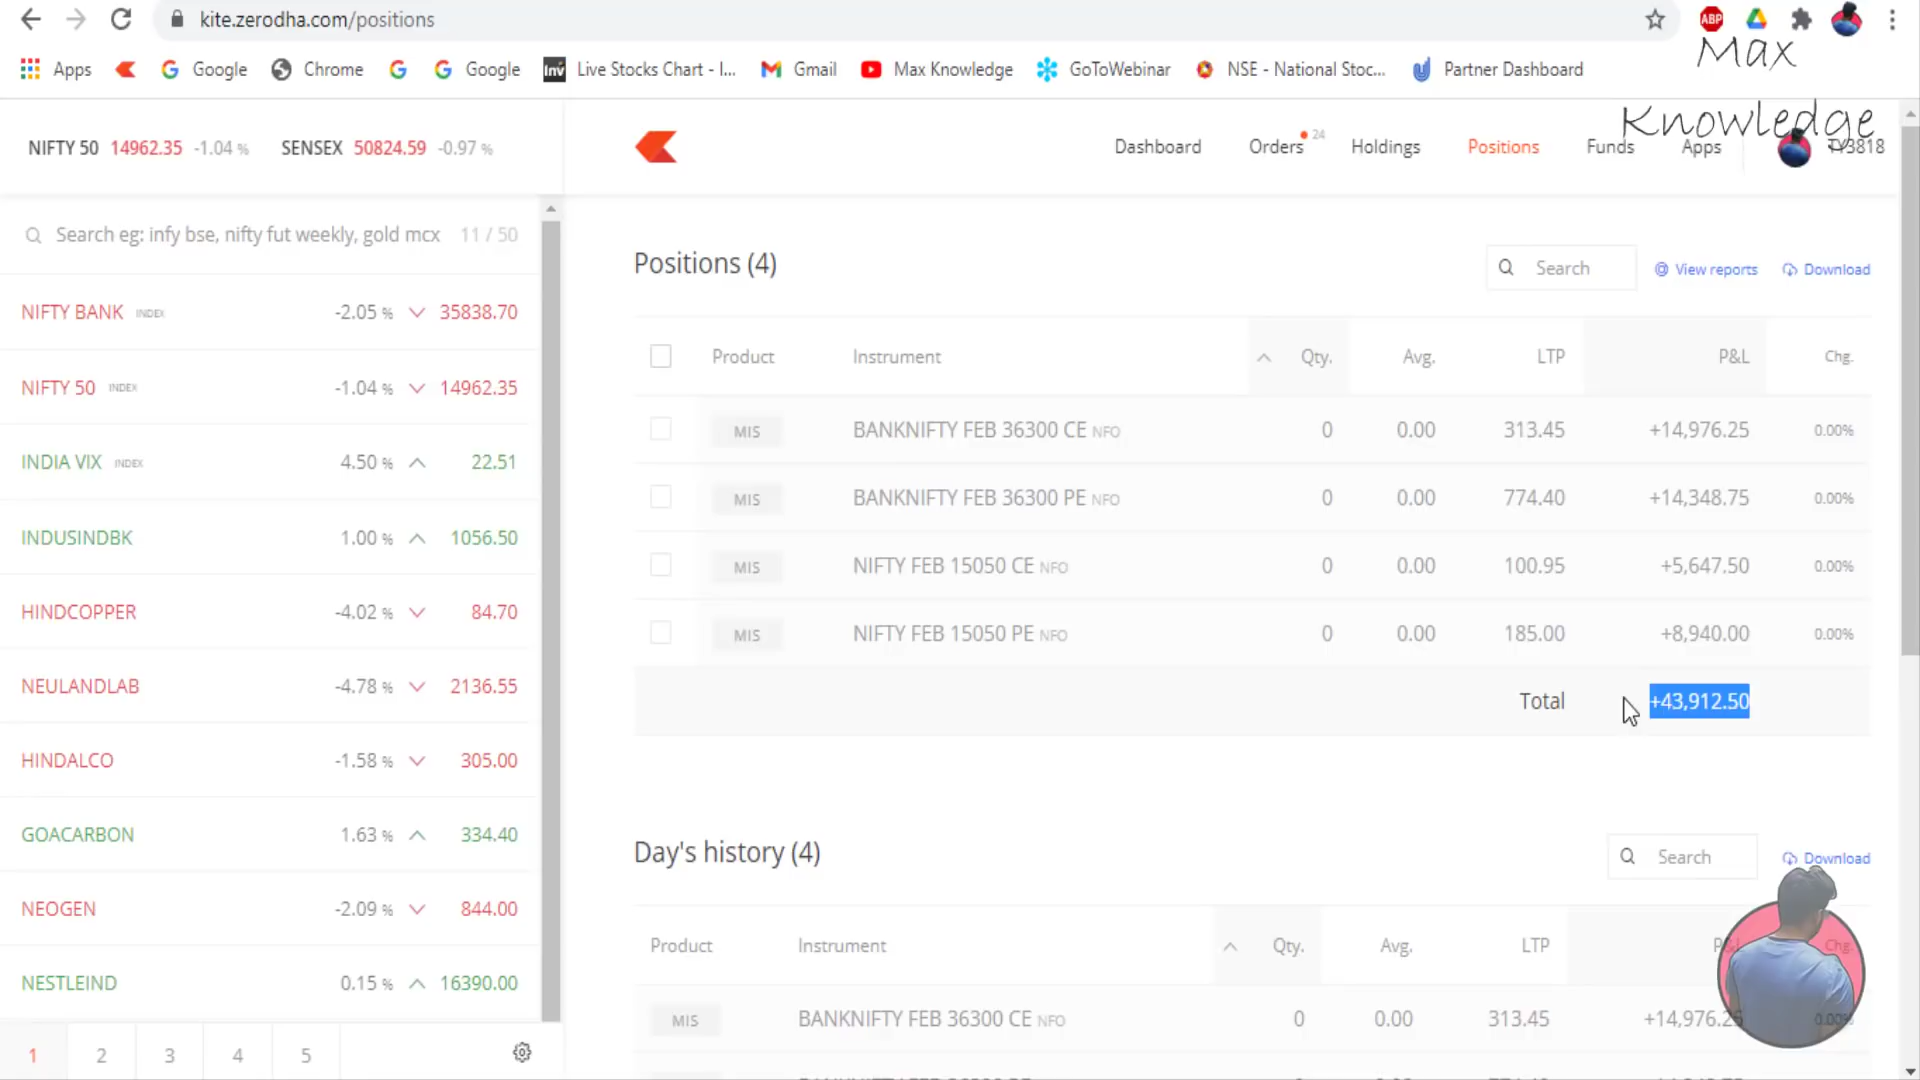 kite.zerodha.com/positions
ABP
Max
Apps Google Chrome Google Inv Live Stocks Chart - I... Gmail Max Knowledge GoToWebinar NSE - National Stoc... Partner Dashboard
Knowledge
NIFTY 50 14962.35 -1.04 % SENSEX 50824.59 -0.97 %
Dashboard Orders 24 Holdings Positions Funds Apps
Search eg: infy bse, nifty fut weekly, gold mcx 11 / 50
NIFTY BANK INDEX -2.05 % 35838.70
NIFTY 50 INDEX -1.04 % 14962.35
INDIA VIX INDEX 4.50 % 22.51
INDUSINDBK 1.00 % 1056.50
HINDCOPPER -4.02 % 84.70
NEULANDLAB -4.78 % 2136.55
HINDALCO -1.58 % 305.00
GOACARBON 1.63 % 334.40
NEOGEN -2.09 % 844.00
NESTLEIND 0.15 % 16390.00
1 2 3 4 5
Positions (4) Search View reports Download
Product Instrument Qty. Avg. LTP P&L Chg.
MIS BANKNIFTY FEB 36300 CE NFO 0 0.00 313.45 +14,976.25 0.00%
MIS BANKNIFTY FEB 36300 PE NFO 0 0.00 774.40 +14,348.75 0.00%
MIS NIFTY FEB 15050 CE NFO 0 0.00 100.95 +5,647.50 0.00%
MIS NIFTY FEB 15050 PE NFO 0 0.00 185.00 +8,940.00 0.00%
Total +43,912.50
Day's history (4) Search Download
Product Instrument Qty. Avg. LTP P&L Chg.
MIS BANKNIFTY FEB 36300 CE NFO 0 0.00 313.45 +14,976.25 0.00%